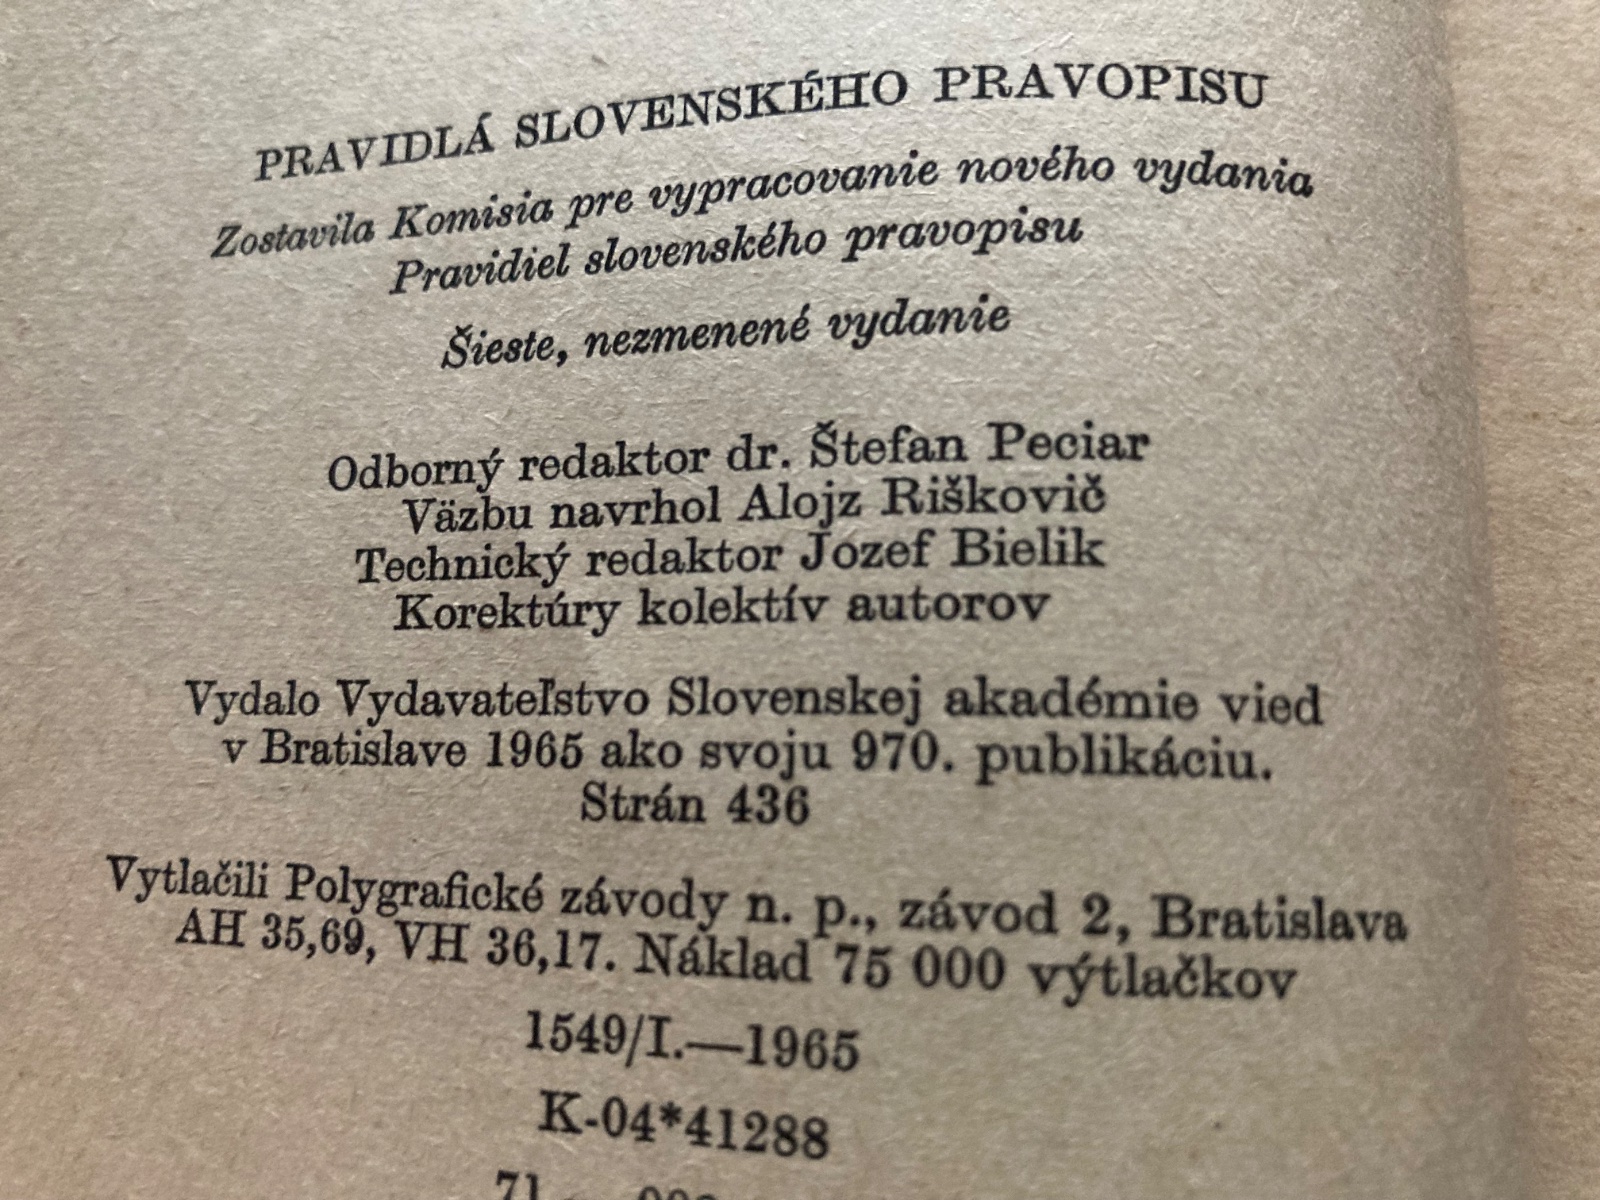 PRAVIDLÁ SLOVENSKÉHO PRAVOPISU
Zostavila Komisia pre vypracovanie nového vydania
Pravidiel slovenského pravopisu
Šieste, nezmenené vydanie
Odborný redaktor dr. Štefan Peciar
Väzbu navrhol Alojz Riškovič
Technický redaktor Jozef Bielik
Korektúry kolektív autorov
Vydalo Vydavateľstvo Slovenskej akadémie vied
v Bratislave 1965 ako svoju 970. publikáciu.
Strán 436
Vytlačili Polygrafické závody n. p., závod 2, Bratislava
AH 35,69, VH 36,17. Náklad 75 000 výtlačkov
1549/I.—1965
K-04*41288